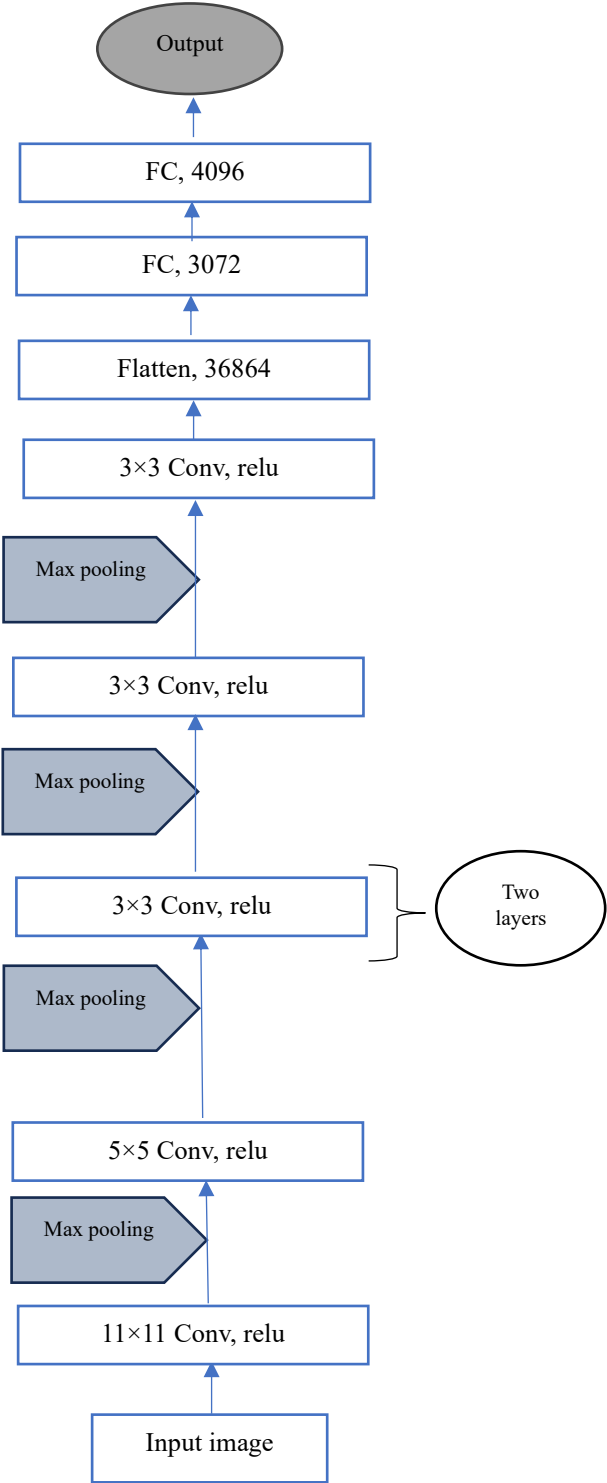 Output
FC, 4096
FC, 3072
Flatten, 36864
3×3 Conv, relu
Max pooling
3×3 Conv, relu
Max pooling
3×3 Conv, relu
Two
layers
Max pooling
5×5 Conv, relu
Max pooling
11×11 Conv, relu
Input image